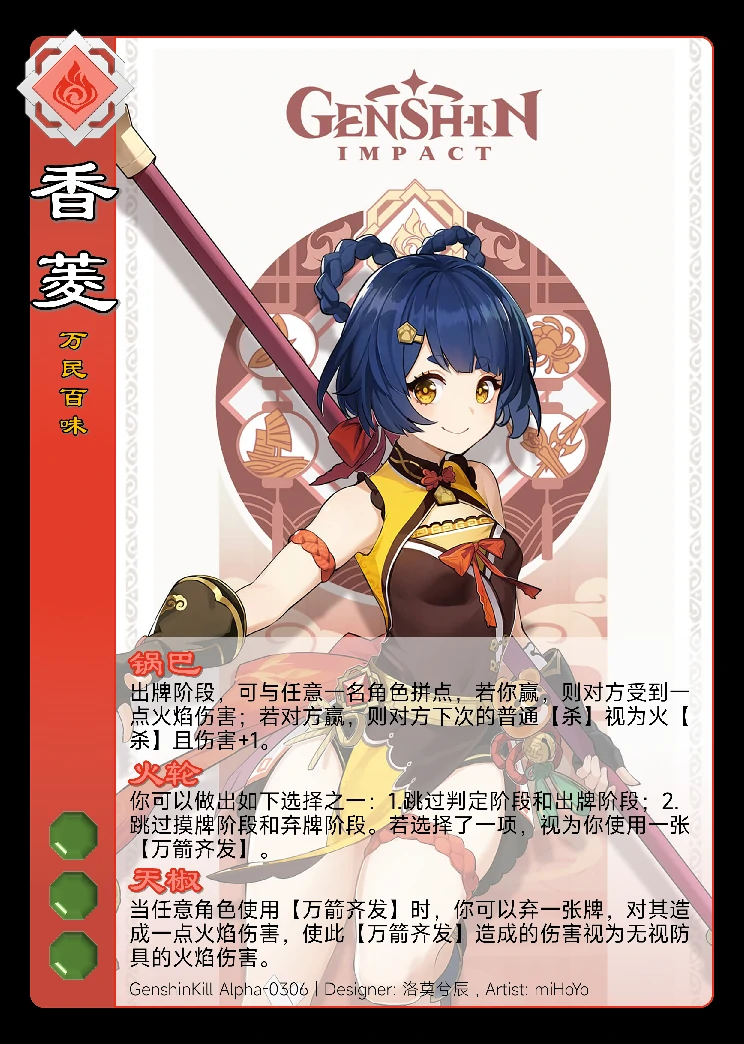 GENSHIN
IMPACT
香菱
万民百味
锅巴
出牌阶段，可与任意一名角色拼点，若你赢，则对方受到一
点火焰伤害；若对方赢，则对方下次的普通【杀】视为火【
杀】且伤害+1。
火轮
你可以做出如下选择之一：1.跳过判定阶段和出牌阶段；2.
跳过摸牌阶段和弃牌阶段。若选择了一项，视为你使用一张
【万箭齐发】。
天椒
当任意角色使用【万箭齐发】时，你可以弃一张牌，对其造
成一点火焰伤害，使此【万箭齐发】造成的伤害视为无视防
具的火焰伤害。
GenshinKill Alpha-0306 | Designer: 洛莫兮辰 , Artist: miHoYo